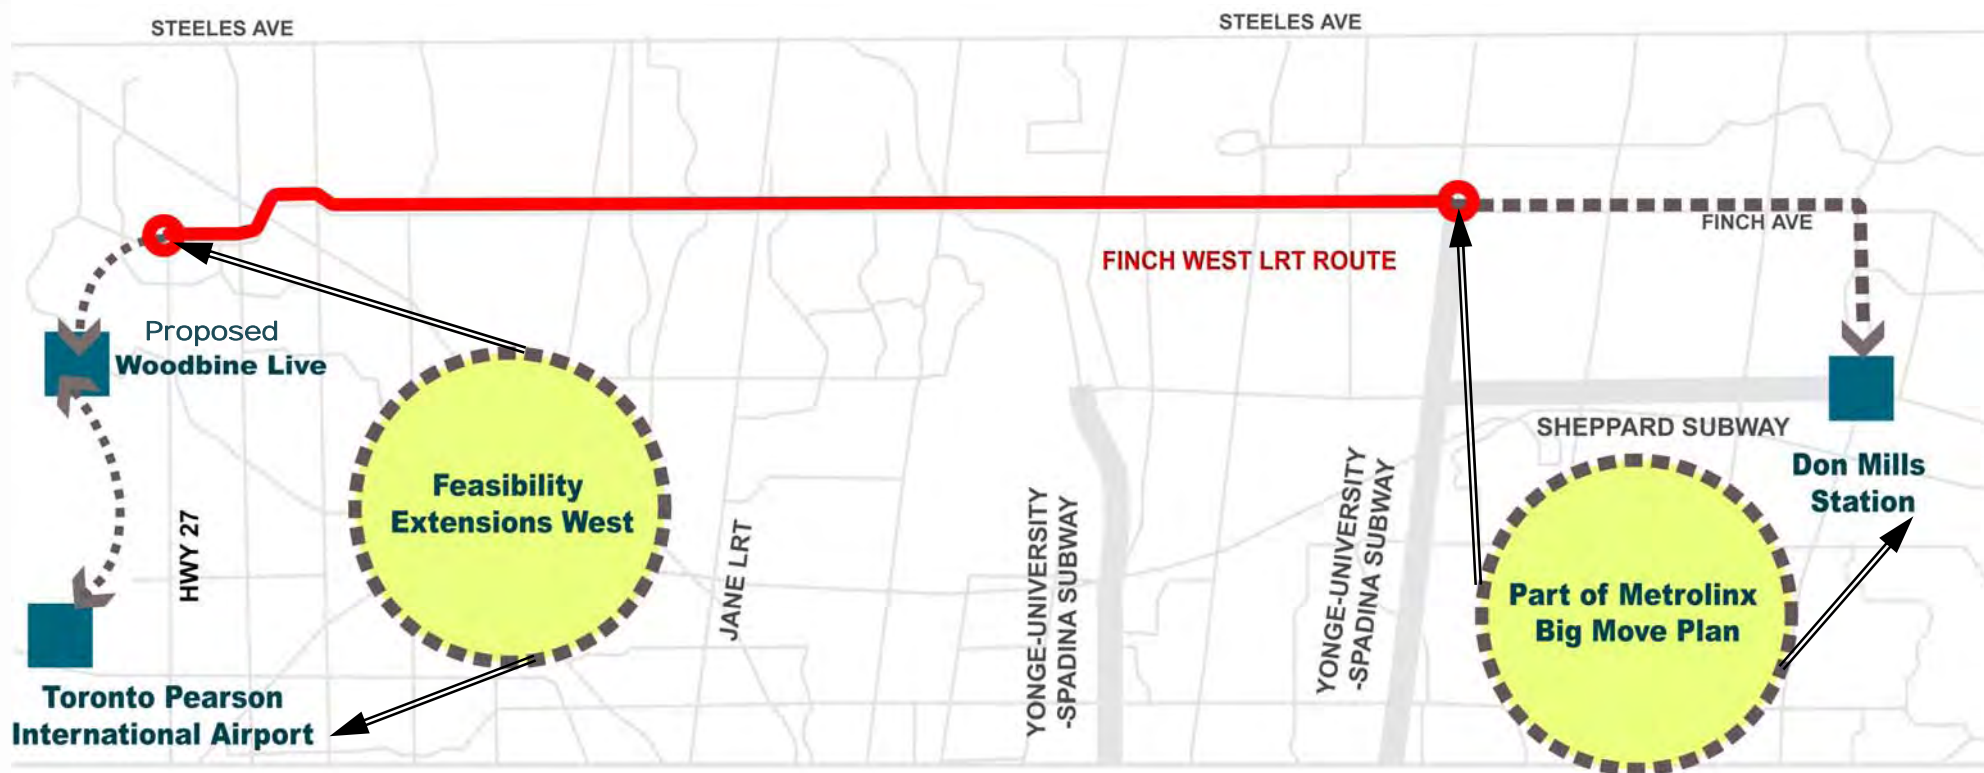 STEELES AVE
STEELES AVE
FINCH AVE
FINCH WEST LRT ROUTE
Proposed
Woodbine Live
SHEPPARD SUBWAY
Don Mills
Station
Feasibility
Extensions West
HWY 27
JANE LRT
YONGE-UNIVERSITY
-SPADINA SUBWAY
YONGE-UNIVERSITY
-SPADINA SUBWAY
Part of Metrolinx
Big Move Plan
Toronto Pearson
International Airport